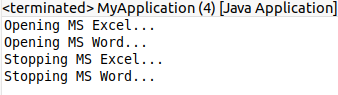 <terminated> MyApplication (4) [Java Application]
Opening MS Excel...
Opening MS Word...
Stopping MS Excel...
Stopping MS Word...